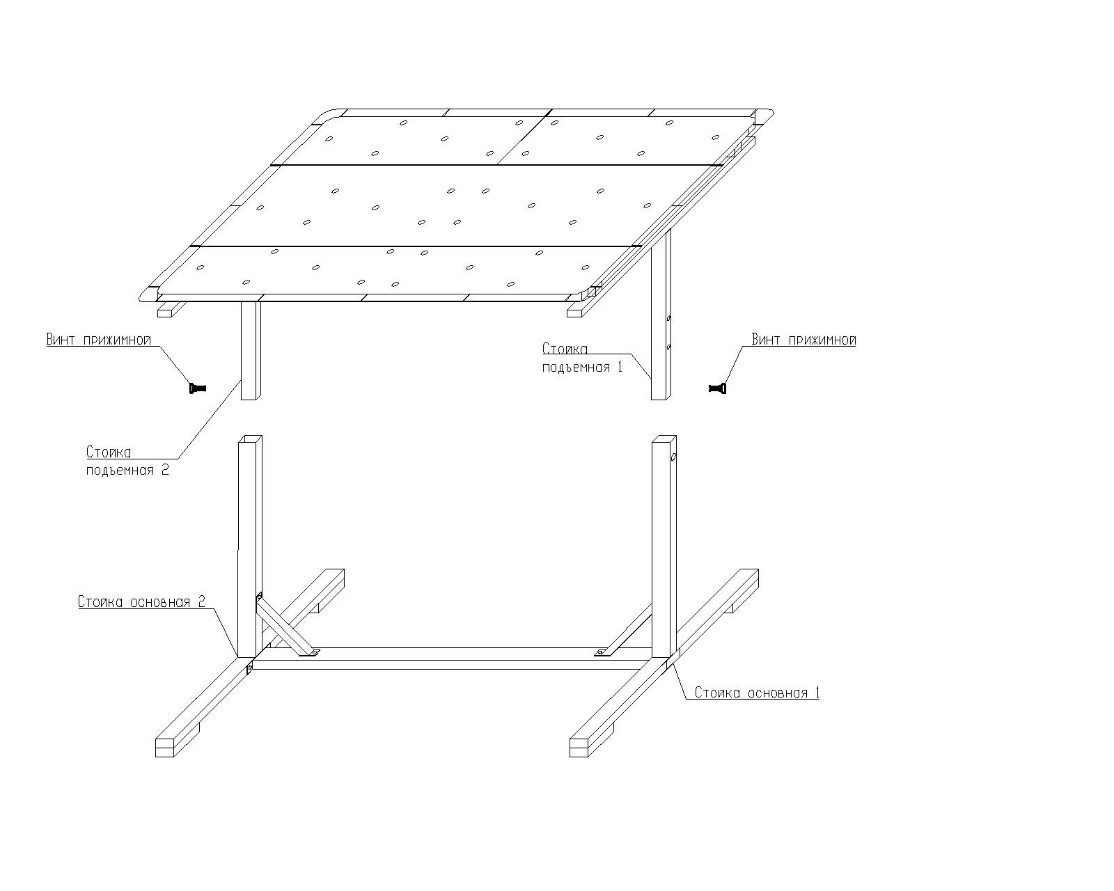 Винт прижимной
Стойка
подъемная 1
Винт прижимной
Стойка
подъемная 2
Стойка основная 2
Стойка основная 1